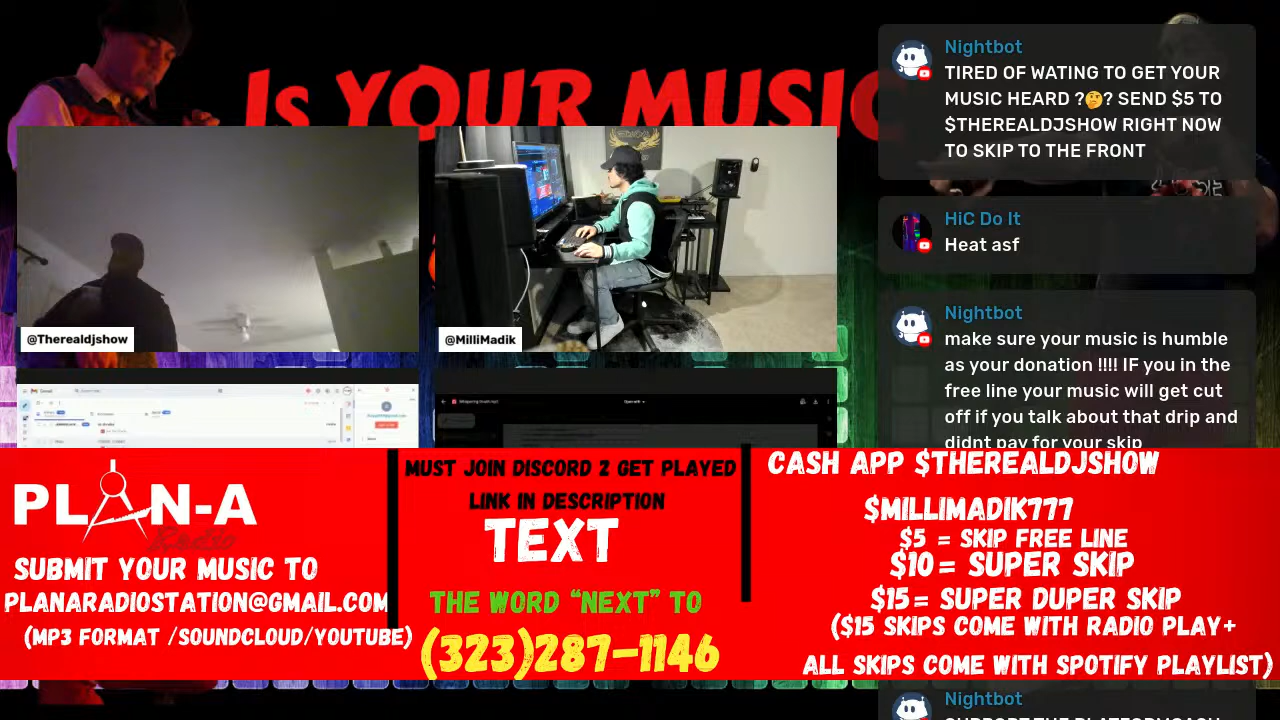 Is YOUR MUSIC
@Therealdjshow
@MilliMadik
Nightbot
TIRED OF WATING TO GET YOUR
MUSIC HEARD ?🤔? SEND $5 TO
$THEREALDJSHOW RIGHT NOW
TO SKIP TO THE FRONT
HiC Do It
Heat asf
Nightbot
make sure your music is humble
as your donation !!!! IF you in the
free line your music will get cut
off if you talk about that drip and
didnt pay for your skip
PLAN-A
Radio
SUBMIT YOUR MUSIC TO
PLANARADIOSTATION@GMAIL.COM
(MP3 FORMAT /SOUNDCLOUD/YOUTUBE)
MUST JOIN DISCORD 2 GET PLAYED
LINK IN DESCRIPTION
TEXT
THE WORD “NEXT” TO
(323)287-1146
CASH APP $THEREALDJSHOW
$MILLIMADIK777
$5 = SKIP FREE LINE
$10 = SUPER SKIP
$15= SUPER DUPER SKIP
($15 SKIPS COME WITH RADIO PLAY+
ALL SKIPS COME WITH SPOTIFY PLAYLIST)
Nightbot